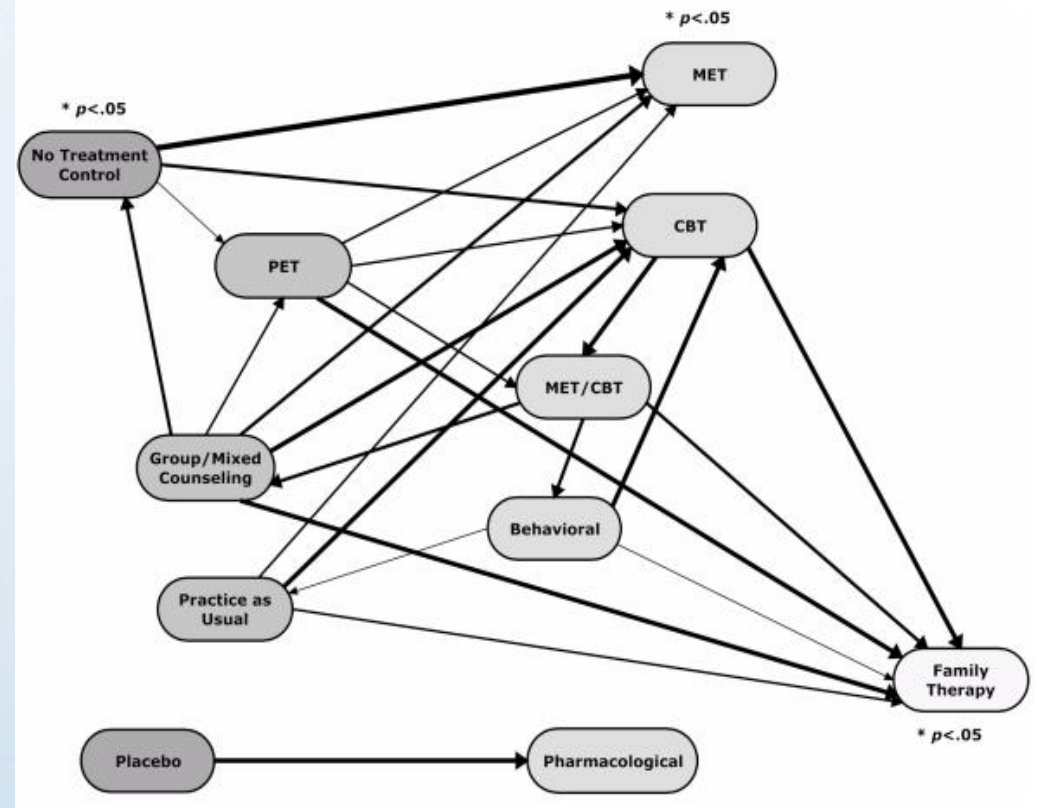 * p<.05
MET
* p<.05
No Treatment
Control
CBT
PET
MET/CBT
Group/Mixed
Counseling
Behavioral
Practice as
Usual
Family
Therapy
* p<.05
Placebo
Pharmacological